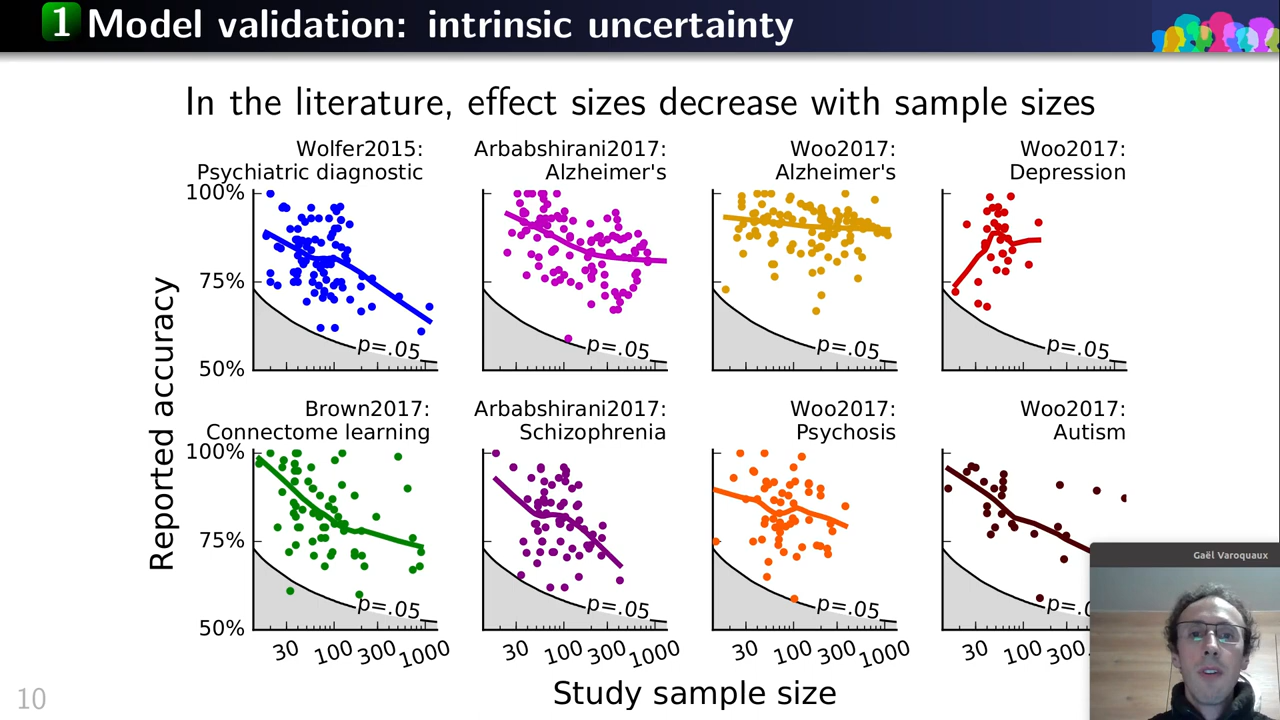 1 Model validation: intrinsic uncertainty
In the literature, effect sizes decrease with sample sizes
Wolfer2015:
Psychiatric diagnostic
Arbabshirani2017:
Alzheimer's
Woo2017:
Alzheimer's
Woo2017:
Depression
100%
75%
50%
p=.05
p=.05
p=.05
p=.05
Reported accuracy
Brown2017:
Connectome learning
Arbabshirani2017:
Schizophrenia
Woo2017:
Psychosis
Woo2017:
Autism
100%
75%
50%
p=.05
p=.05
p=.05
p=.0
30 100 300 1000
30 100 300 1000
30 100 300 1000
30 100 300
Study sample size
Gaël Varoquaux
10